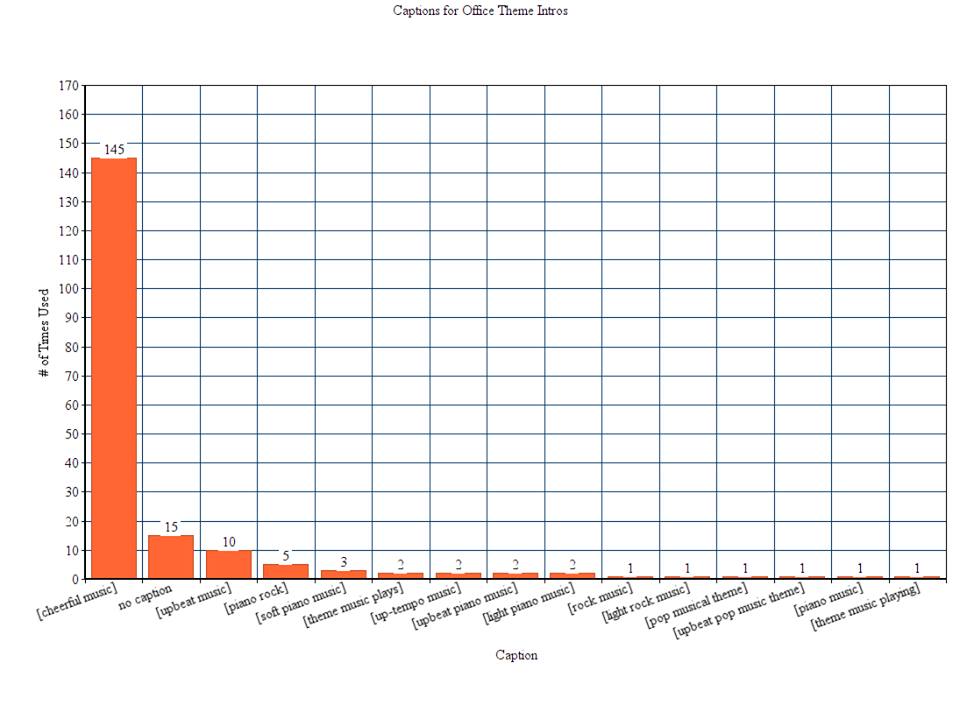 Captions for Office Theme Intros
# of Times Used
170
160
150
140
130
120
110
100
90
80
70
60
50
40
30
20
10
0
145
15
10
5
3
2
2
2
2
1
1
1
1
1
1
[cheerful music]
no caption
[upbeat music]
[piano rock]
[soft piano music]
[theme music plays]
[up-tempo music]
[upbeat piano music]
[light piano music]
[rock music]
[light rock music]
[pop musical theme]
[upbeat pop music theme]
[piano music]
[theme music playing]
Caption